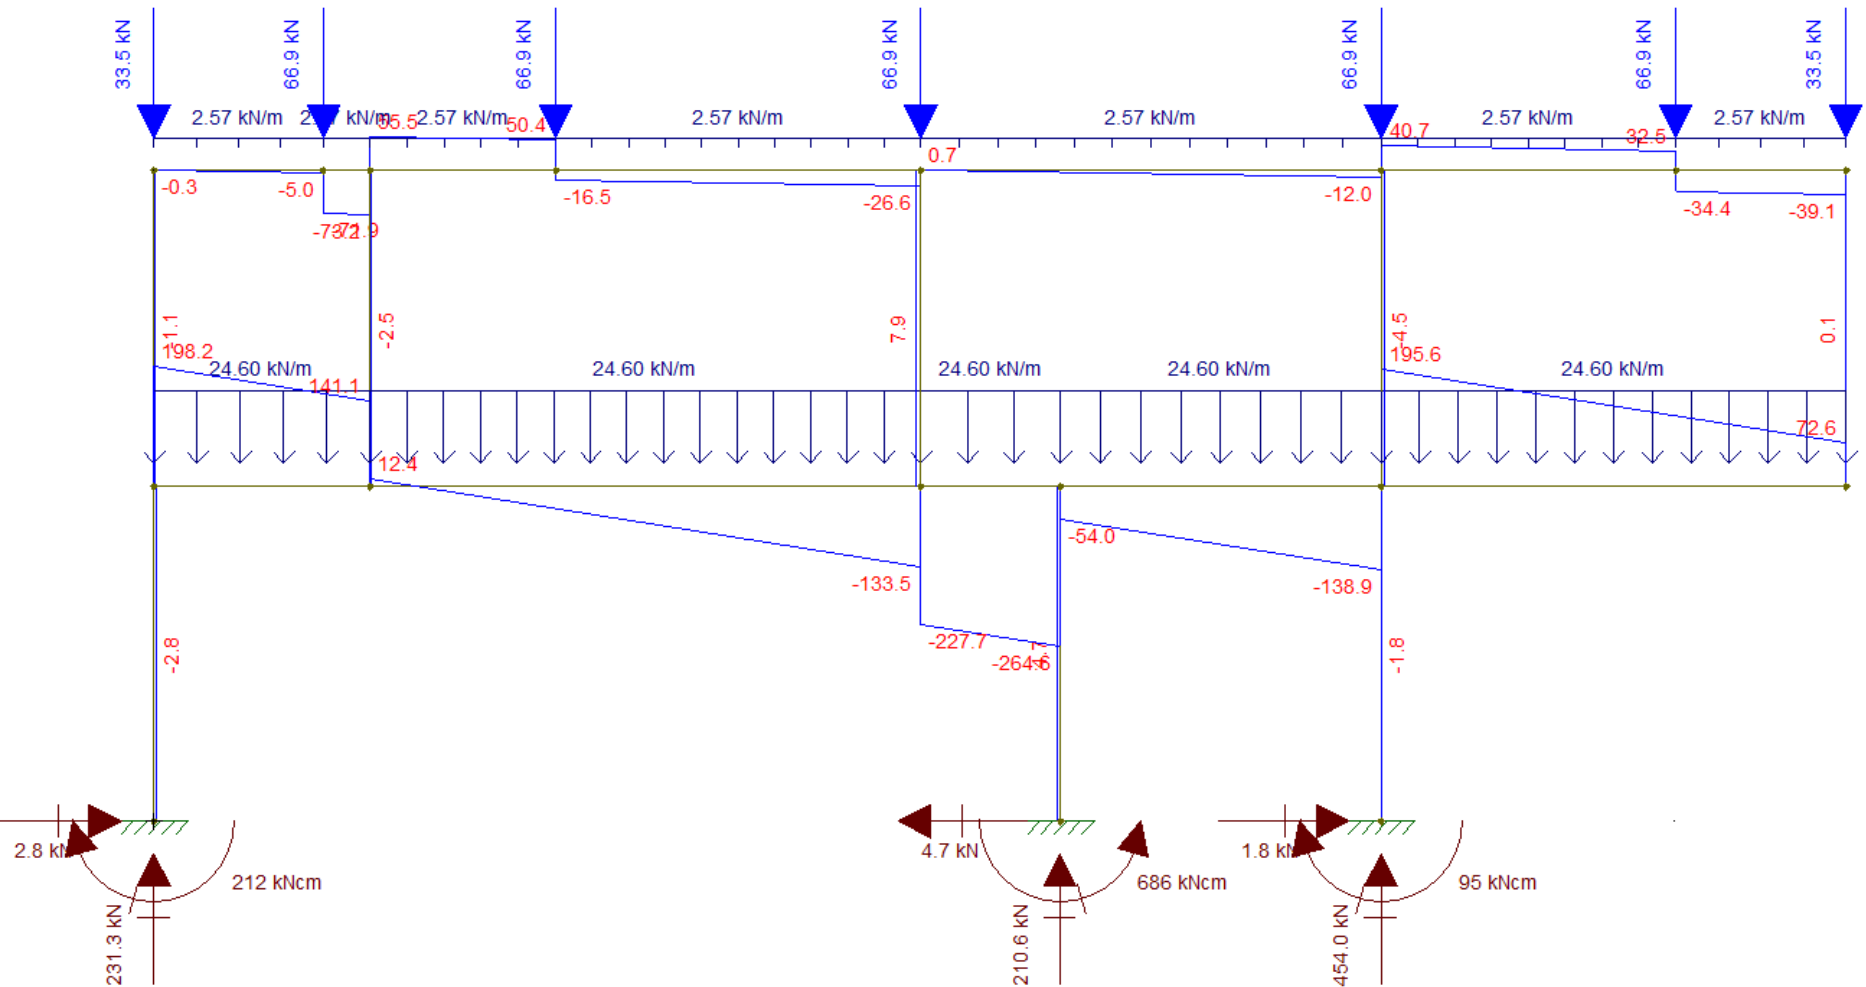 33.5 kN
66.9 kN
66.9 kN
66.9 kN
66.9 kN
66.9 kN
33.5 kN
2.57 kN/m
2.57 kN/m
2.57 kN/m
2.57 kN/m
2.57 kN/m
2.57 kN/m
55.5
50.4
0.7
40.7
32.5
-0.3
-5.0
-16.5
-26.6
-12.0
-34.4
-39.1
-2.5
7.9
-4.5
0.1
198.2
195.6
24.60 kN/m
24.60 kN/m
24.60 kN/m
24.60 kN/m
24.60 kN/m
141.1
72.6
12.4
-54.0
-133.5
-138.9
-227.7
-264.6
-2.8
-1.8
2.8 kN
4.7 kN
1.8 kN
212 kNcm
686 kNcm
95 kNcm
231.3 kN
210.6 kN
454.0 kN